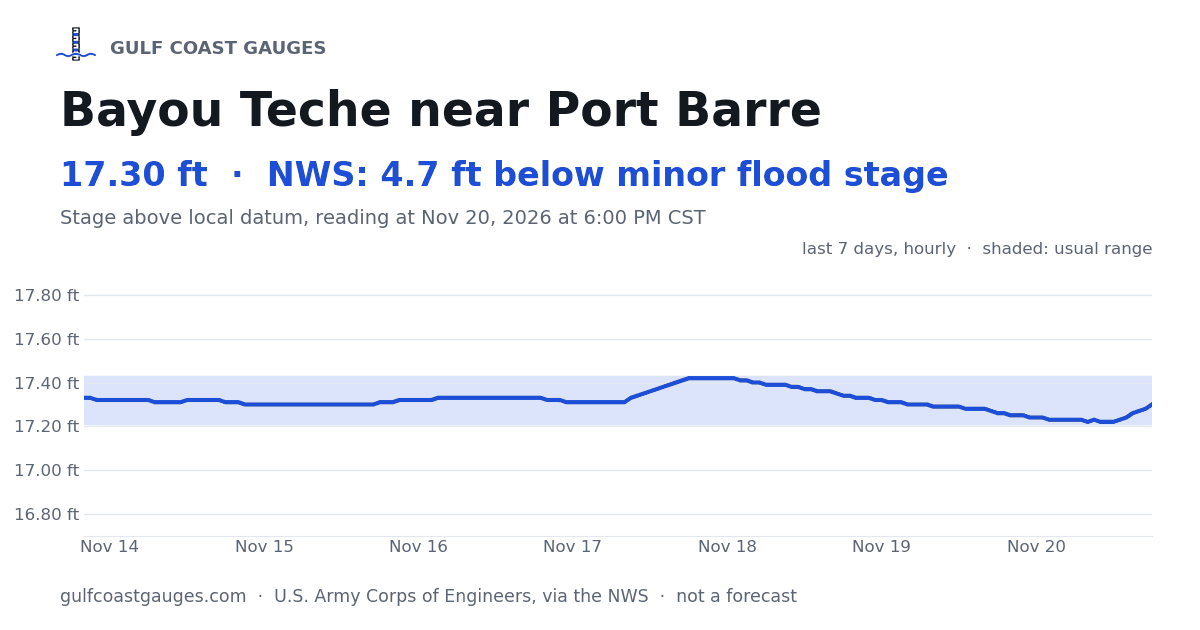 GULF COAST GAUGES
Bayou Teche near Port Barre
17.30 ft · NWS: 4.7 ft below minor flood stage
Stage above local datum, reading at Nov 20, 2026 at 6:00 PM CST
last 7 days, hourly · shaded: usual range
17.80 ft
17.60 ft
17.40 ft
17.20 ft
17.00 ft
16.80 ft
Nov 14 Nov 15 Nov 16 Nov 17 Nov 18 Nov 19 Nov 20
gulfcoastgauges.com · U.S. Army Corps of Engineers, via the NWS · not a forecast